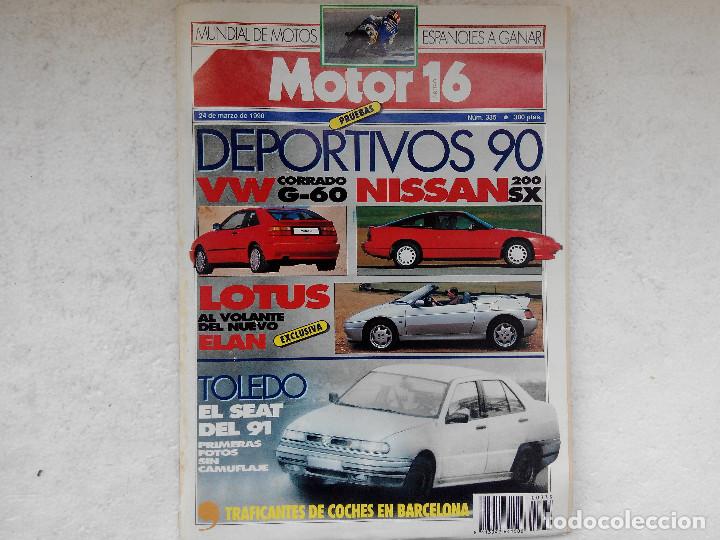 MUNDIAL DE MOTOS
ESPAÑOLES A GANAR
Motor 16
24 de marzo de 1990
PRUEBAS
Núm. 335 • 300 ptas.
DEPORTIVOS 90
VW CORRADO G-60
NISSAN 200 SX
LOTUS
AL VOLANTE
DEL NUEVO
ELAN
EXCLUSIVA
TOLEDO
EL SEAT
DEL 91
PRIMERAS
FOTOS
SIN
CAMUFLAJE
TRAFICANTES DE COCHES EN BARCELONA
todocoleccion